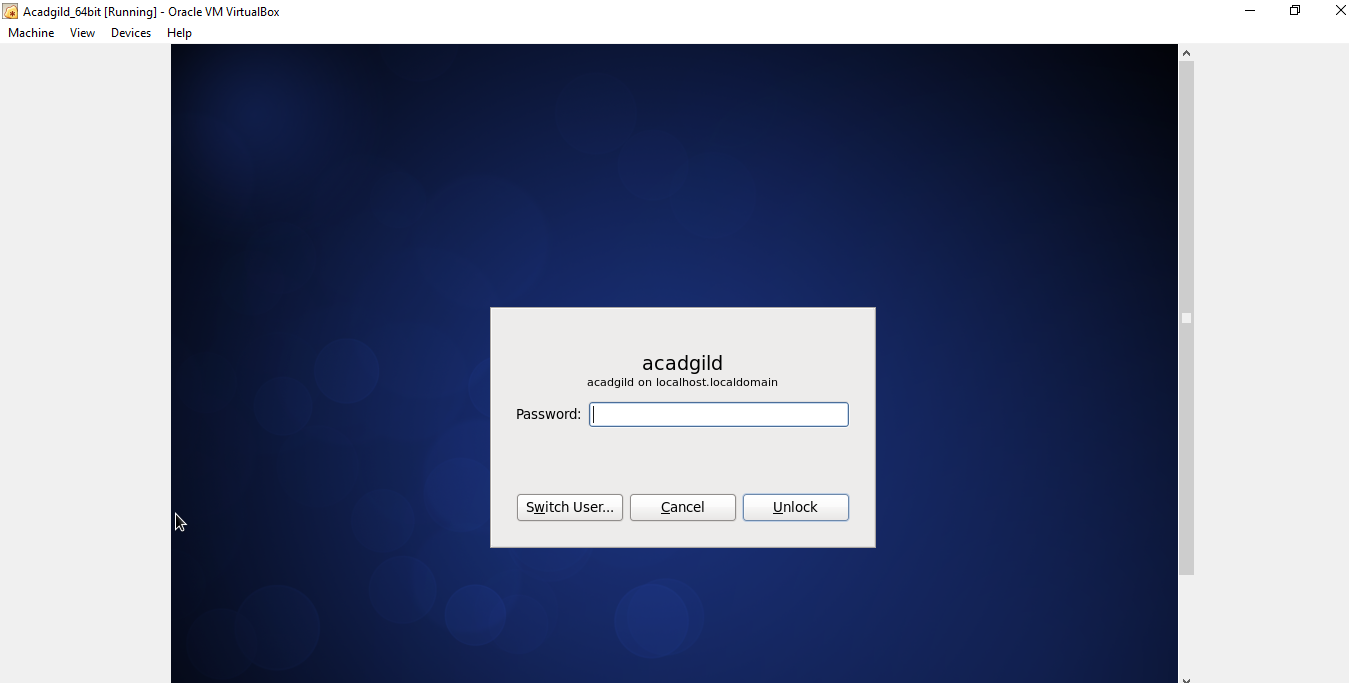 Acadgild_64bit [Running] - Oracle VM VirtualBox
Machine View Devices Help
acadgild
acadgild on localhost.localdomain
Password:
Switch User... Cancel Unlock